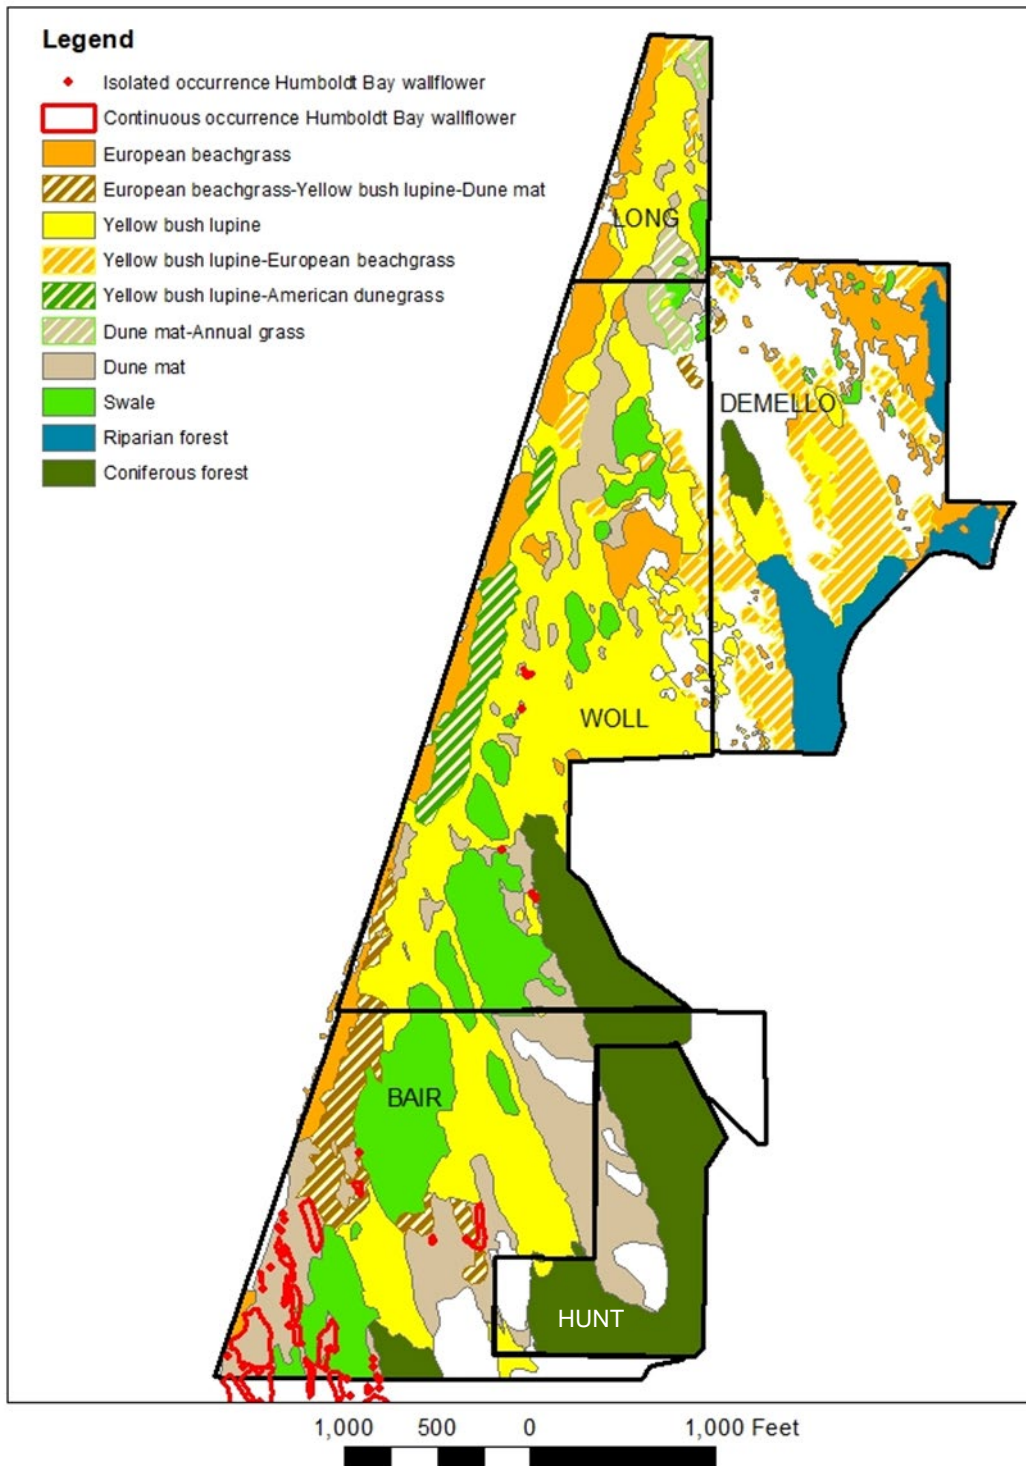 Legend
Isolated occurrence Humboldt Bay wallflower
Continuous occurrence Humboldt Bay wallflower
European beachgrass
European beachgrass-Yellow bush lupine-Dune mat
Yellow bush lupine
Yellow bush lupine-European beachgrass
Yellow bush lupine-American dunegrass
Dune mat-Annual grass
Dune mat
Swale
Riparian forest
Coniferous forest
LONG
DEMELLO
WOLL
BAIR
HUNT
1,000 500 0 1,000 Feet